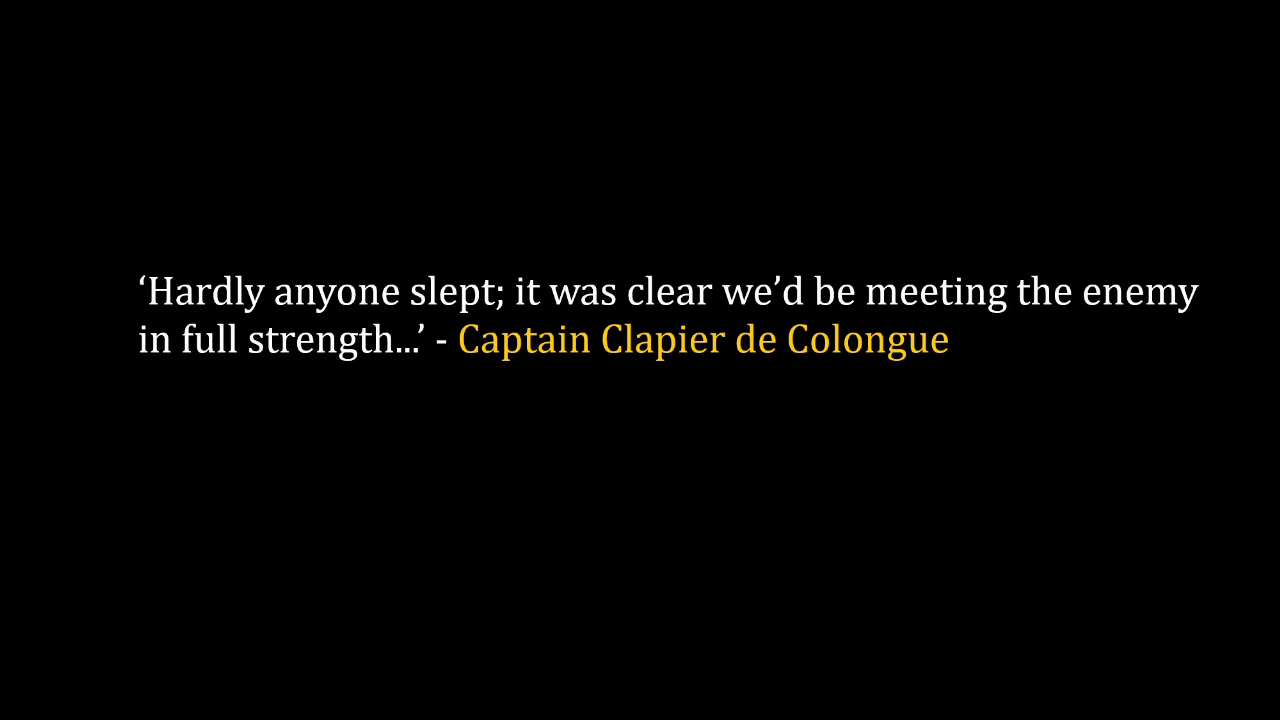 ‘Hardly anyone slept; it was clear we’d be meeting the enemy
in full strength...’ - Captain Clapier de Colongue